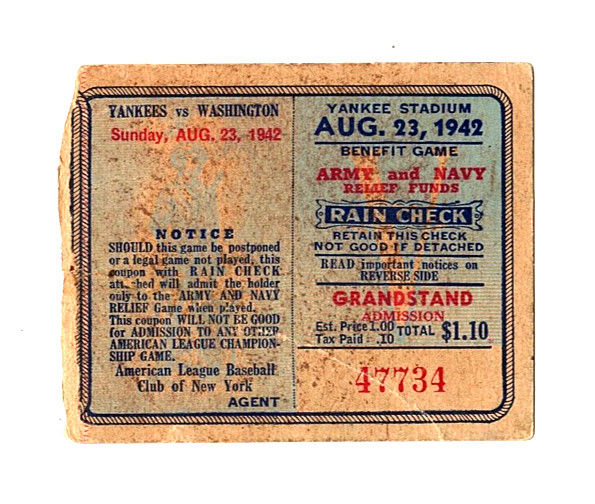 YANKEES vs WASHINGTON
Sunday, AUG. 23, 1942
NOTICE
SHOULD this game be postponed
or a legal game not played, this
coupon with RAIN CHECK
att hed will admit the holder
only to the ARMY AND NAVY
RELIEF Game when played.
This coupon WILL NOT BE GOOD
for ADMISSION TO ANY OTHER
AMERICAN LEAGUE CHAMPION-
SHIP GAME.
American League Baseball
Club of New York
AGENT
YANKEE STADIUM
AUG. 23, 1942
BENEFIT GAME
ARMY and NAVY
RELIEF FUNDS
RAIN CHECK
RETAIN THIS CHECK
NOT GOOD IF DETACHED
READ important notices on
REVERSE SIDE
GRANDSTAND
ADMISSION
Est. Price 1.00 TOTAL $1.10
Tax Paid : .10
47734